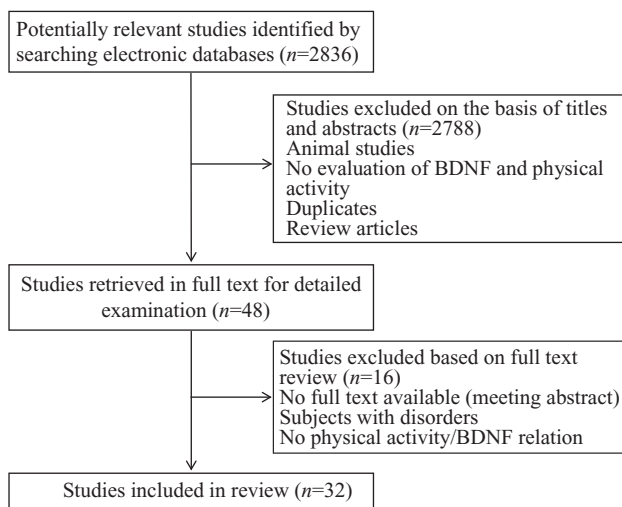 Potentially relevant studies identified by
searching electronic databases (n=2836)
Studies excluded on the basis of titles
and abstracts (n=2788)
Animal studies
No evaluation of BDNF and physical
activity
Duplicates
Review articles
Studies retrieved in full text for detailed
examination (n=48)
Studies excluded based on full text
review (n=16)
No full text available (meeting abstract)
Subjects with disorders
No physical activity/BDNF relation
Studies included in review (n=32)